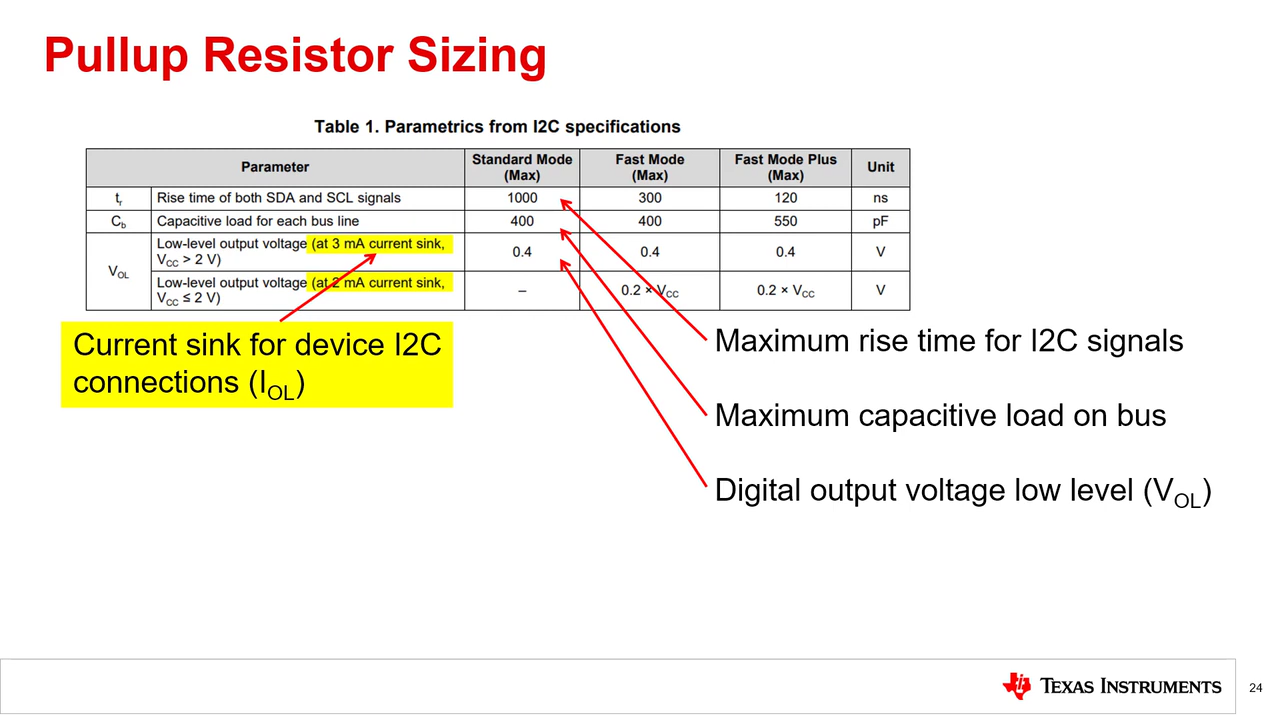 Pullup Resistor Sizing
Table 1. Parametrics from I2C specifications
Parameter Standard Mode (Max) Fast Mode (Max) Fast Mode Plus (Max) Unit
tr Rise time of both SDA and SCL signals 1000 300 120 ns
Cb Capacitive load for each bus line 400 400 550 pF
VOL Low-level output voltage (at 3 mA current sink, VCC > 2 V) 0.4 0.4 0.4 V
Low-level output voltage (at 2 mA current sink, VCC ≤ 2 V) – 0.2 × VCC 0.2 × VCC V
Current sink for device I2C
connections (IOL)
Maximum rise time for I2C signals
Maximum capacitive load on bus
Digital output voltage low level (VOL)
TEXAS INSTRUMENTS
24